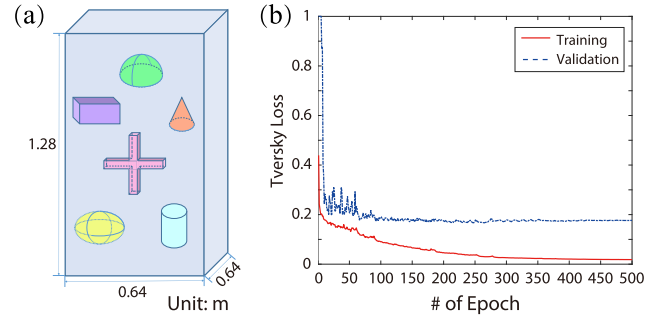 (a)
1.28
0.64
0.64
Unit: m
(b)
Tversky Loss
1
0.8
0.6
0.4
0.2
0
Training
Validation
0 50 100 150 200 250 300 350 400 450 500
# of Epoch